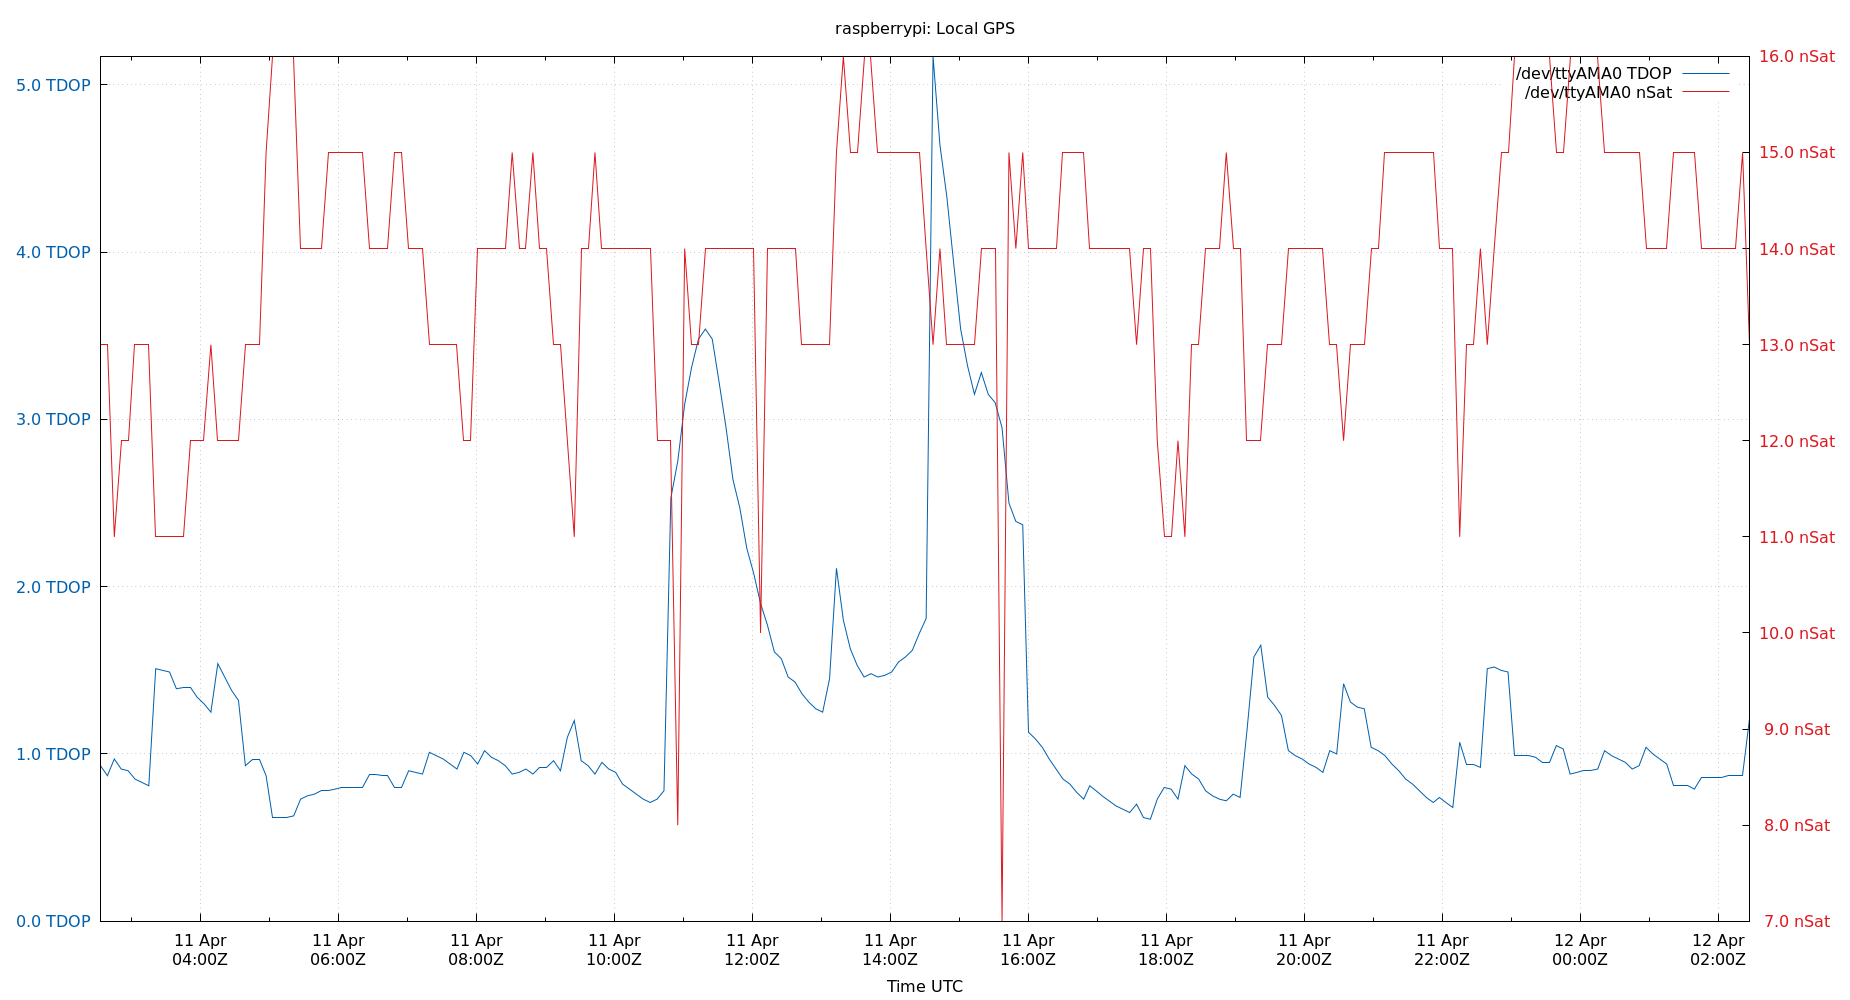 raspberrypi: Local GPS
/dev/ttyAMA0 TDOP
/dev/ttyAMA0 nSat
5.0 TDOP
4.0 TDOP
3.0 TDOP
2.0 TDOP
1.0 TDOP
0.0 TDOP
16.0 nSat
15.0 nSat
14.0 nSat
13.0 nSat
12.0 nSat
11.0 nSat
10.0 nSat
9.0 nSat
8.0 nSat
7.0 nSat
11 Apr
04:00Z
11 Apr
06:00Z
11 Apr
08:00Z
11 Apr
10:00Z
11 Apr
12:00Z
11 Apr
14:00Z
11 Apr
16:00Z
11 Apr
18:00Z
11 Apr
20:00Z
11 Apr
22:00Z
12 Apr
00:00Z
12 Apr
02:00Z
Time UTC